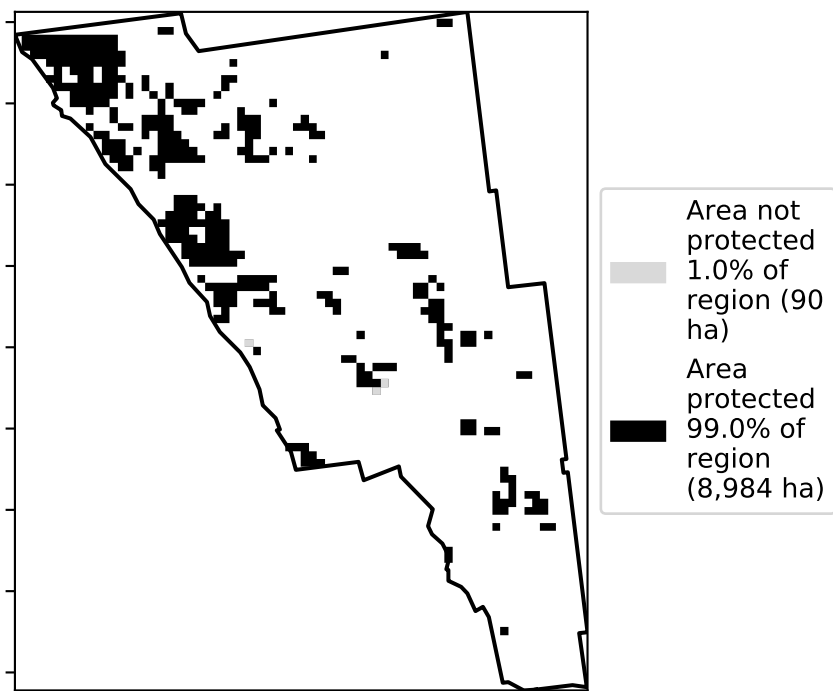 Area not
protected
1.0% of
region (90
ha)
Area
protected
99.0% of
region
(8,984 ha)